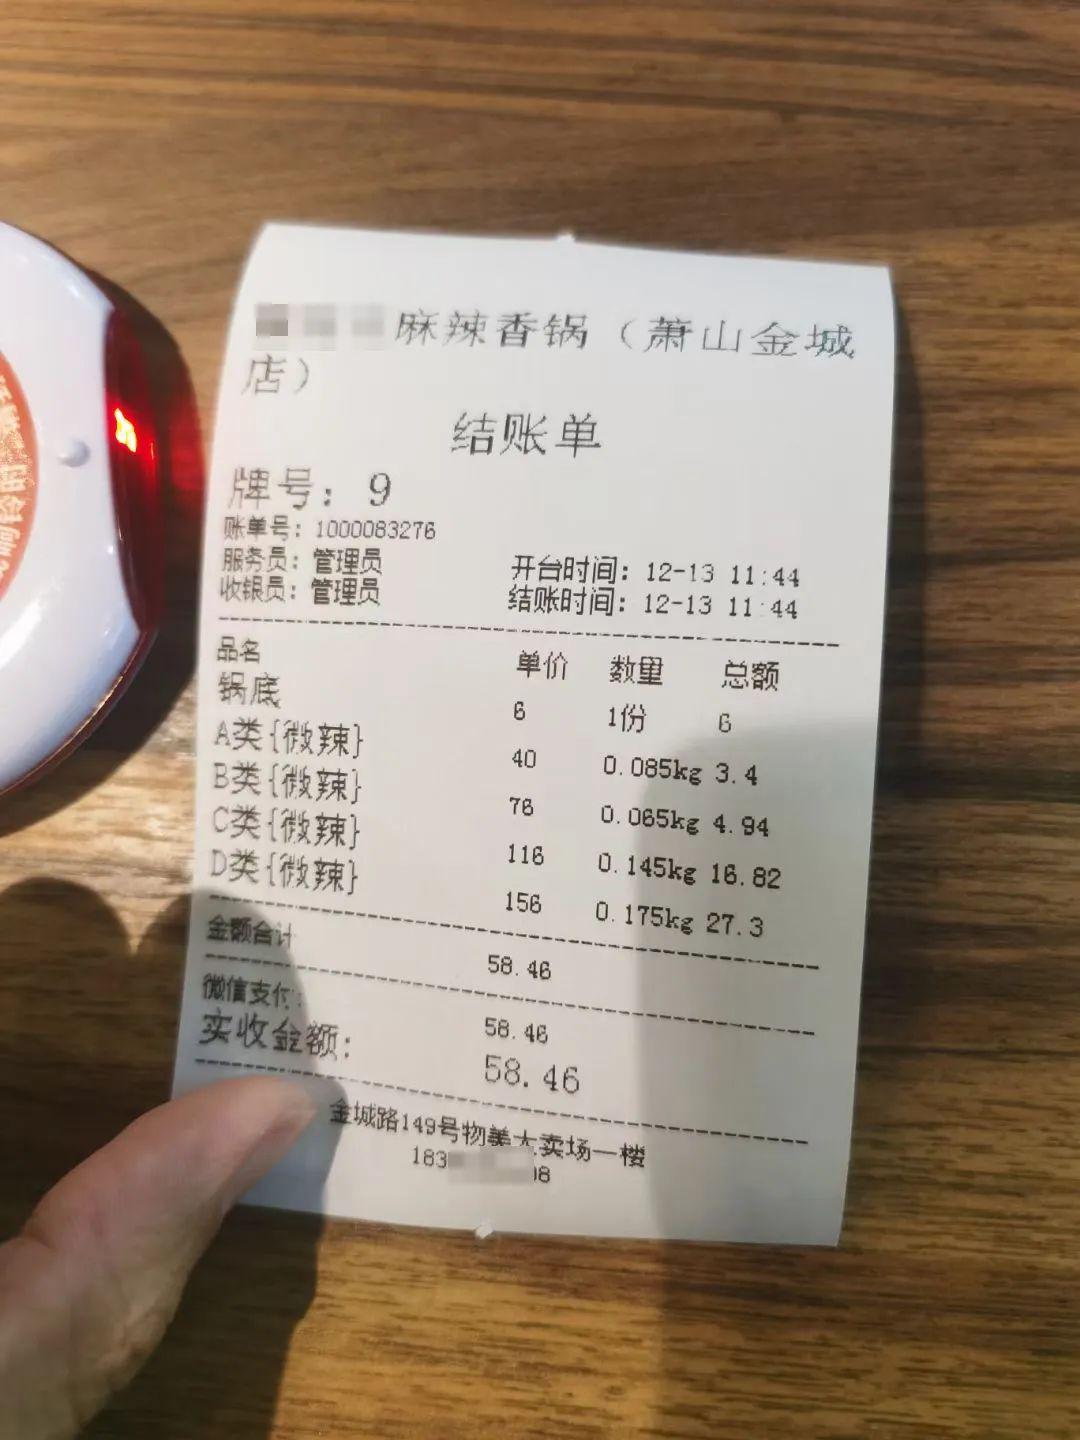 麻辣香锅（萧山金城
店）
结账单
牌号：9
账单号：1000083276
服务员：管理员 开台时间：12-13 11:44
收银员：管理员 结账时间：12-13 11:44
品名 单价 数量 总额
锅底 6 1份 6
A类{微辣} 40 0.085kg 3.4
B类{微辣} 76 0.065kg 4.94
C类{微辣} 116 0.145kg 16.82
D类{微辣} 156 0.175kg 27.3
金额合计 58.46
微信支付： 58.46
实收金额： 58.46
金城路149号物美大卖场一楼
183 08